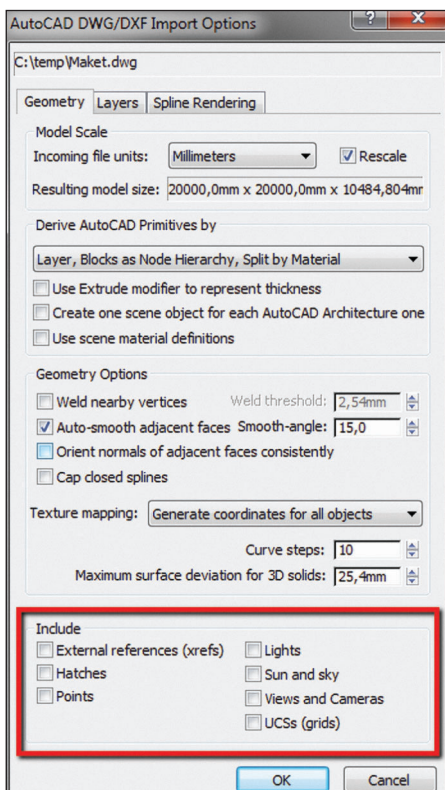 AutoCAD DWG/DXF Import Options
C:\temp\Maket.dwg
Geometry Layers Spline Rendering
Model Scale
Incoming file units: Millimeters Rescale
Resulting model size: 20000,0mm x 20000,0mm x 10484,804mm
Derive AutoCAD Primitives by
Layer, Blocks as Node Hierarchy, Split by Material
Use Extrude modifier to represent thickness
Create one scene object for each AutoCAD Architecture one
Use scene material definitions
Geometry Options
Weld nearby vertices Weld threshold: 2,54mm
Auto-smooth adjacent faces Smooth-angle: 15,0
Orient normals of adjacent faces consistently
Cap closed splines
Texture mapping: Generate coordinates for all objects
Curve steps: 10
Maximum surface deviation for 3D solids: 25,4mm
Include
External references (xrefs)
Hatches
Points
Lights
Sun and sky
Views and Cameras
UCSs (grids)
OK Cancel